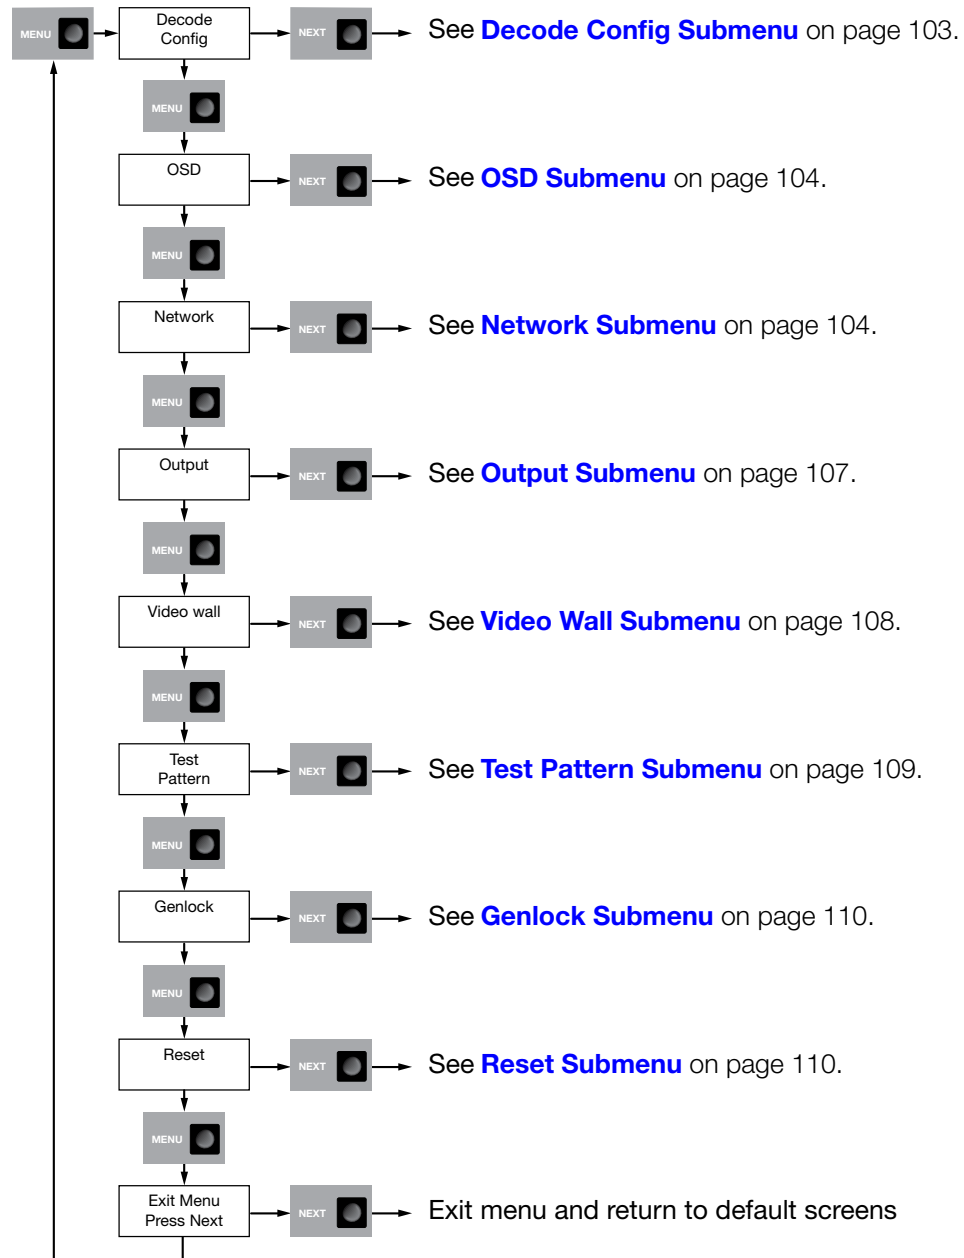 MENU
Decode
Config
NEXT
See Decode Config Submenu on page 103.
MENU
OSD
NEXT
See OSD Submenu on page 104.
MENU
Network
NEXT
See Network Submenu on page 104.
MENU
Output
NEXT
See Output Submenu on page 107.
MENU
Video wall
NEXT
See Video Wall Submenu on page 108.
MENU
Test
Pattern
NEXT
See Test Pattern Submenu on page 109.
MENU
Genlock
NEXT
See Genlock Submenu on page 110.
MENU
Reset
NEXT
See Reset Submenu on page 110.
MENU
Exit Menu
Press Next
NEXT
Exit menu and return to default screens